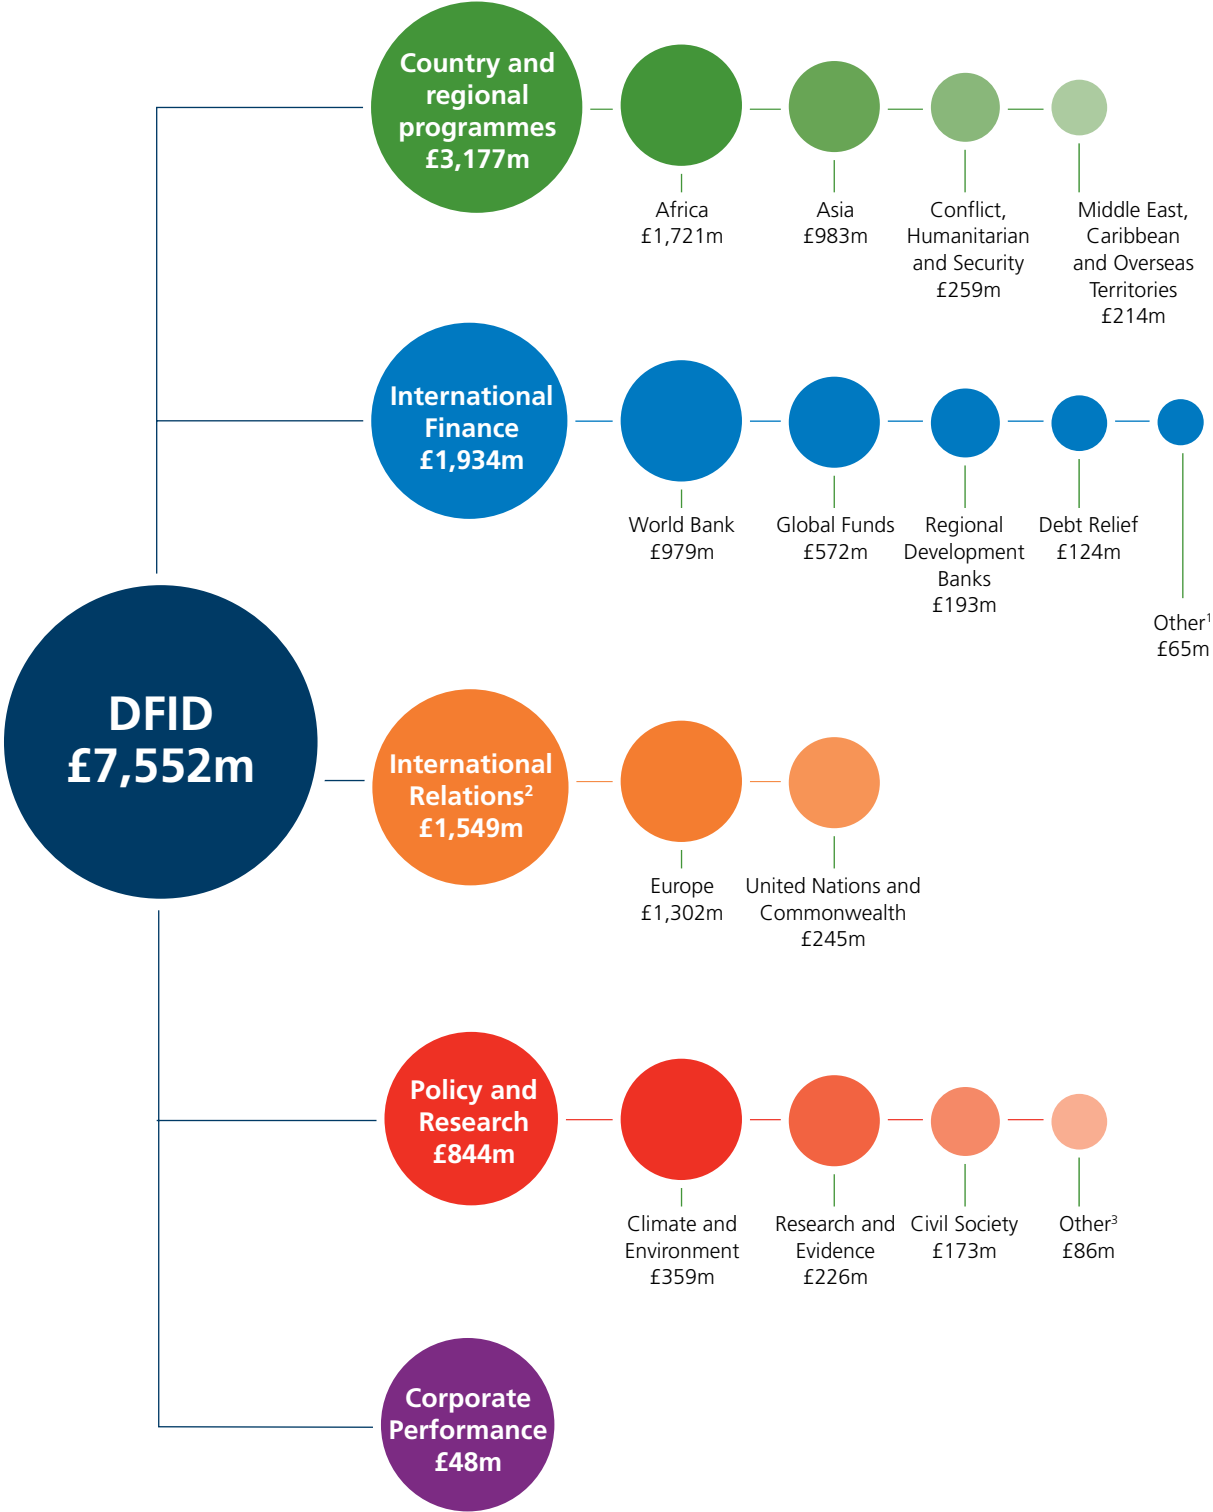 Country and
regional
programmes
£3,177m
Africa
£1,721m
Asia
£983m
Conflict,
Humanitarian
and Security
£259m
Middle East,
Caribbean
and Overseas
Territories
£214m
International
Finance
£1,934m
World Bank
£979m
Global Funds
£572m
Regional
Development
Banks
£193m
Debt Relief
£124m
Other¹
£65m
DFID
£7,552m
International
Relations²
£1,549m
Europe
£1,302m
United Nations and
Commonwealth
£245m
Policy and
Research
£844m
Climate and
Environment
£359m
Research and
Evidence
£226m
Civil Society
£173m
Other³
£86m
Corporate
Performance
£48m